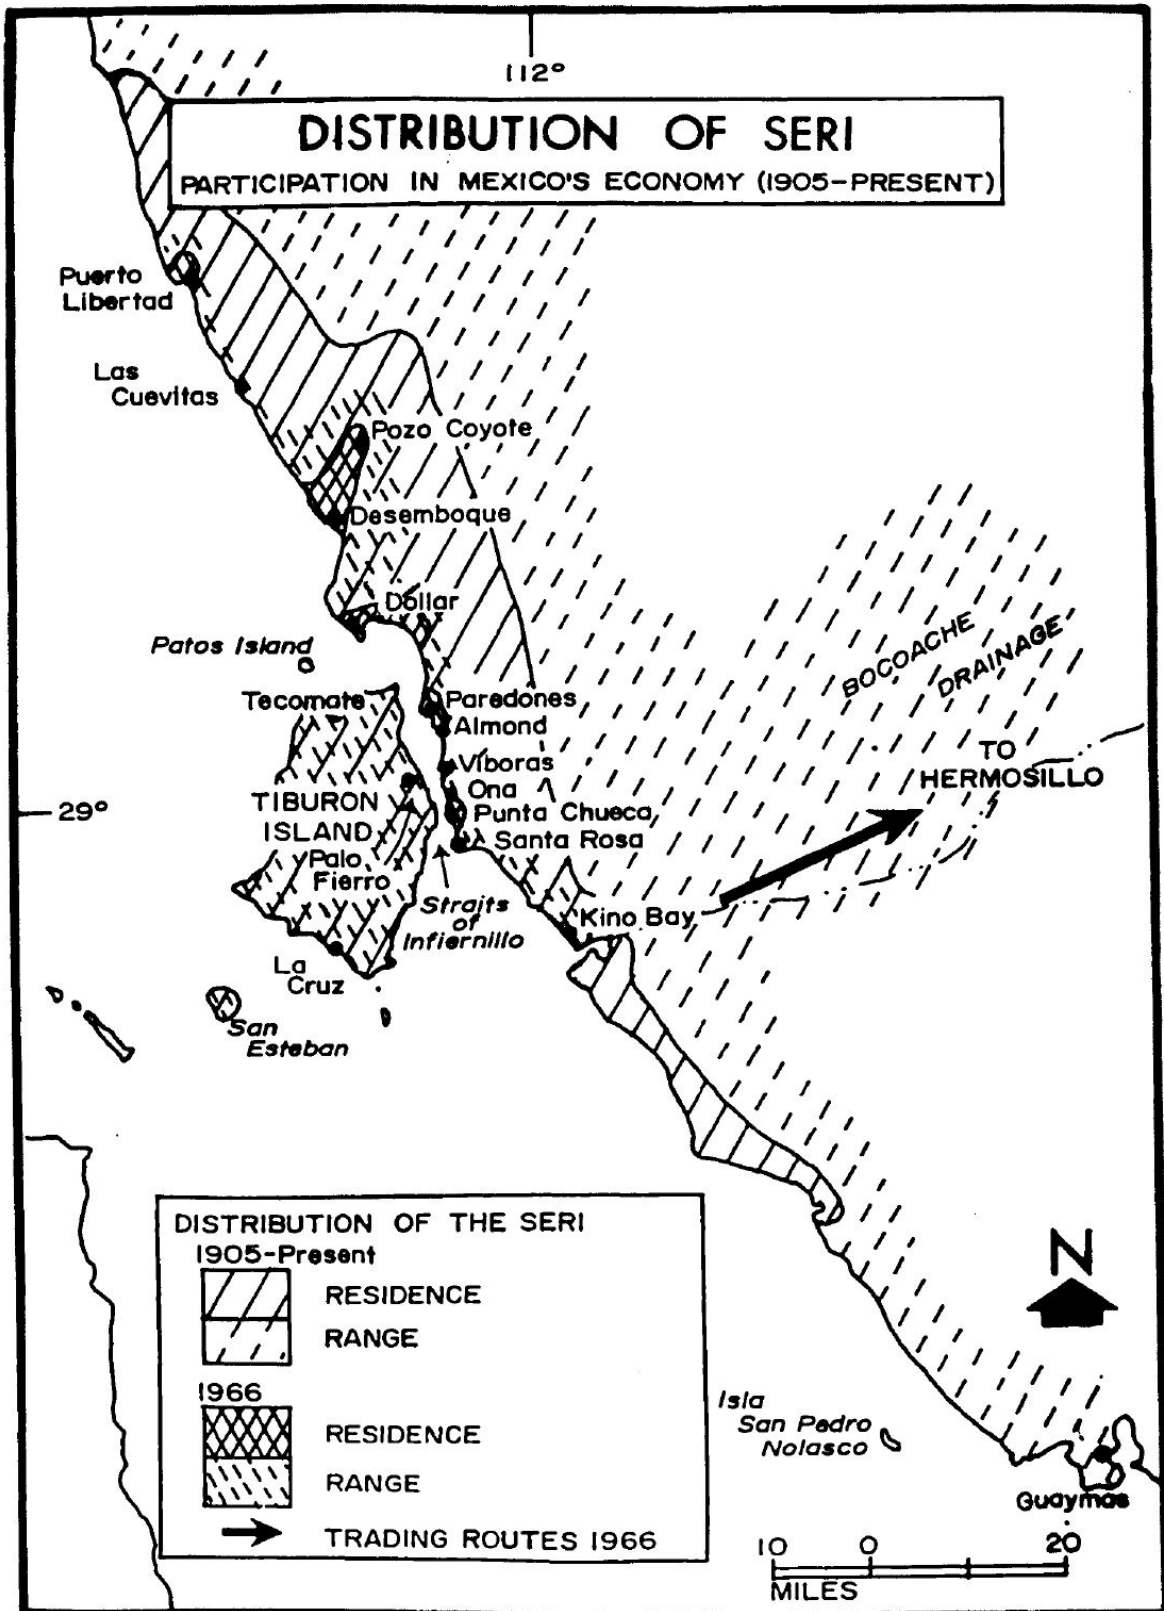 112°
DISTRIBUTION OF SERI
PARTICIPATION IN MEXICO'S ECONOMY (1905-PRESENT)
Puerto
Libertad
Las
Cuevitas
Pozo Coyote
Desemboque
Dollar
Patos Island
Tecomate
Paredones
Almond
BOCOACHE
DRAINAGE
Víboras
Ona
TO
HERMOSILLO
29°
TIBURON
ISLAND
Punta Chueca
Santa Rosa
Palo
Fierro
Straits
of
Infiernillo
Kino Bay
La
Cruz
San
Esteban
DISTRIBUTION OF THE SERI
1905-Present
RESIDENCE
RANGE
1966
RESIDENCE
RANGE
TRADING ROUTES 1966
N
Isla
San Pedro
Nolasco
Guaymas
10 0 20
MILES